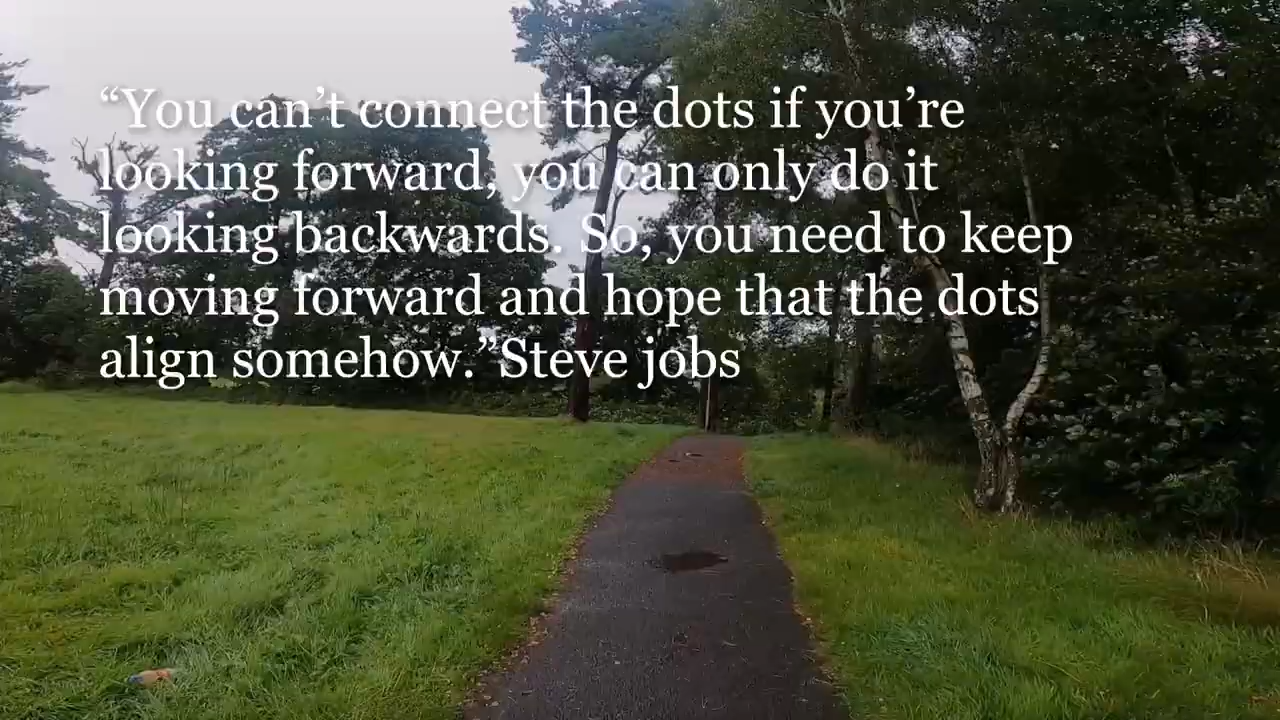 “You can’t connect the dots if you’re
looking forward, you can only do it
looking backwards. So, you need to keep
moving forward and hope that the dots
align somehow.”Steve jobs